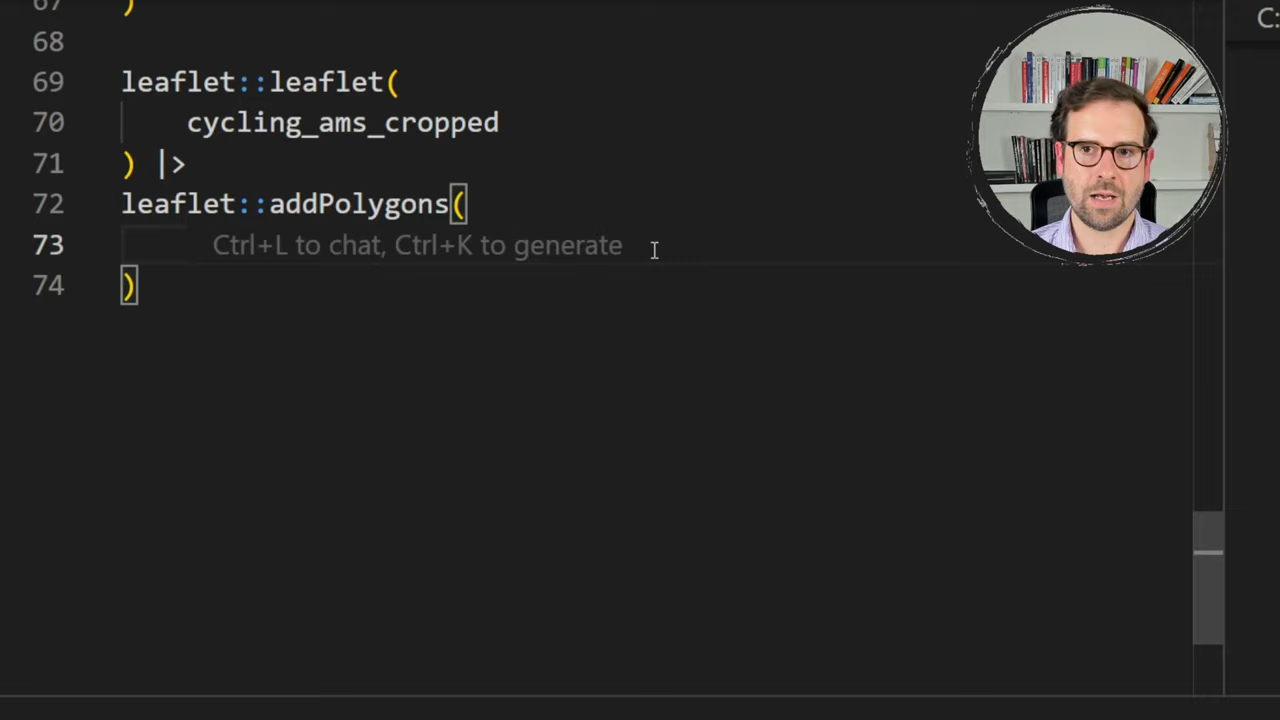 67 )
C:
68
69 leaflet::leaflet(
70 cycling_ams_cropped
71 ) |>
72 leaflet::addPolygons(
73 Ctrl+L to chat, Ctrl+K to generate
74 )